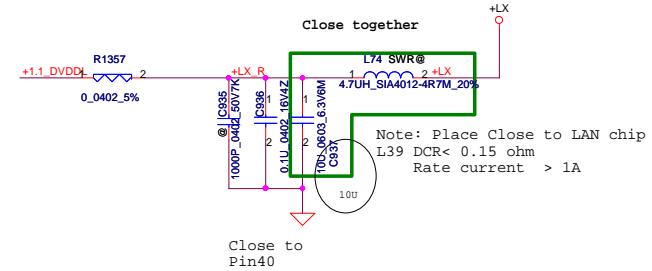 +LX
Close together
R1357
L74 SWR@
+1.1_DVDDL
1
2
+LX_R
1
2
+LX
0_0402_5%
4.7UH_SIA4012-4R7M_20%
@
C935
1000P_0402_50V7K
C936
0.1U_0402_16V4Z
1
2
1
2
10U_0603_6.3V6M
C937
Note: Place Close to LAN chip
L39 DCR< 0.15 ohm
Rate current > 1A
10U
Close to
Pin40